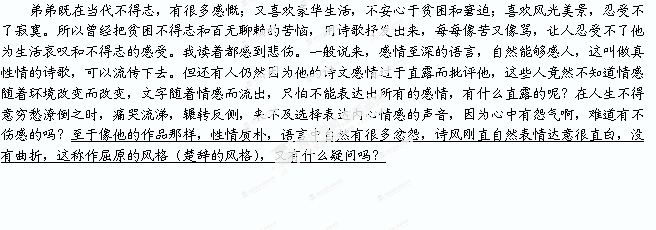 弟弟既在当代不得志，有很多感慨；又喜欢豪华生活，不安心于贫困和窘迫；喜欢风光美景，忍受不
了寂寞。所以曾经把贫困不得志和百无聊赖的苦恼，用诗歌抒发出来，每每像苦又像骂，让人忍受不了他
为生活哀叹和不得志的感受。我读着都感到悲伤。一般说来，感情至深的语言，自然能够感人，这叫做真
性情的诗歌，可以流传下去。但还有人仍然因为他的诗文感情过于直露而批评他，这些人竟然不知道情感
随着环境改变而改变，文字随着情感而流出，只怕不能表达出所有的感情，有什么直露的呢？在人生不得
意穷愁潦倒之时，痛哭流涕，辗转反侧，来不及选择表达内心情感的声音，因为心中有怨气啊，难道有不
伤感的吗？至于像他的作品那样，性情质朴，语言中自然有很多忿怨，诗风刚直自然表情达意很直白，没
有曲折，这称作屈原的风格（楚辞的风格），又有什么疑问吗？